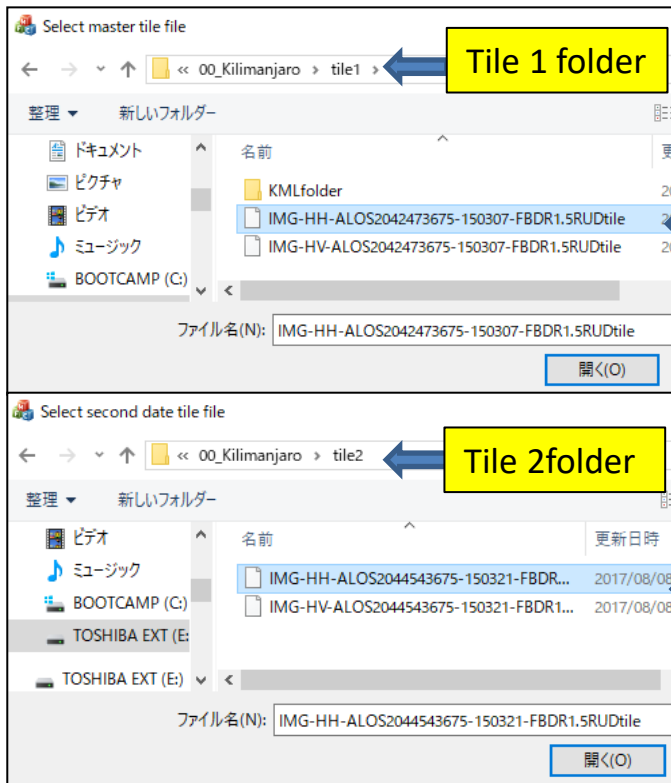 Select master tile file
« 00_Kilimanjaro › tile1 ›
Tile 1 folder
整理 新しいフォルダー
ドキュメント
ピクチャ
ビデオ
ミュージック
BOOTCAMP (C:)
名前
KMLfolder
IMG-HH-ALOS2042473675-150307-FBDR1.5RUDtile
IMG-HV-ALOS2042473675-150307-FBDR1.5RUDtile
ファイル名(N): IMG-HH-ALOS2042473675-150307-FBDR1.5RUDtile
開く(O)
Select second date tile file
« 00_Kilimanjaro › tile2
Tile 2folder
整理 新しいフォルダー
ビデオ
ミュージック
BOOTCAMP (C:)
TOSHIBA EXT (E:
TOSHIBA EXT (E:)
名前 更新日時
IMG-HH-ALOS2044543675-150321-FBDR... 2017/08/08
IMG-HV-ALOS2044543675-150321-FBDR1... 2017/08/08
ファイル名(N): IMG-HH-ALOS2044543675-150321-FBDR1.5RUDtile
開く(O)